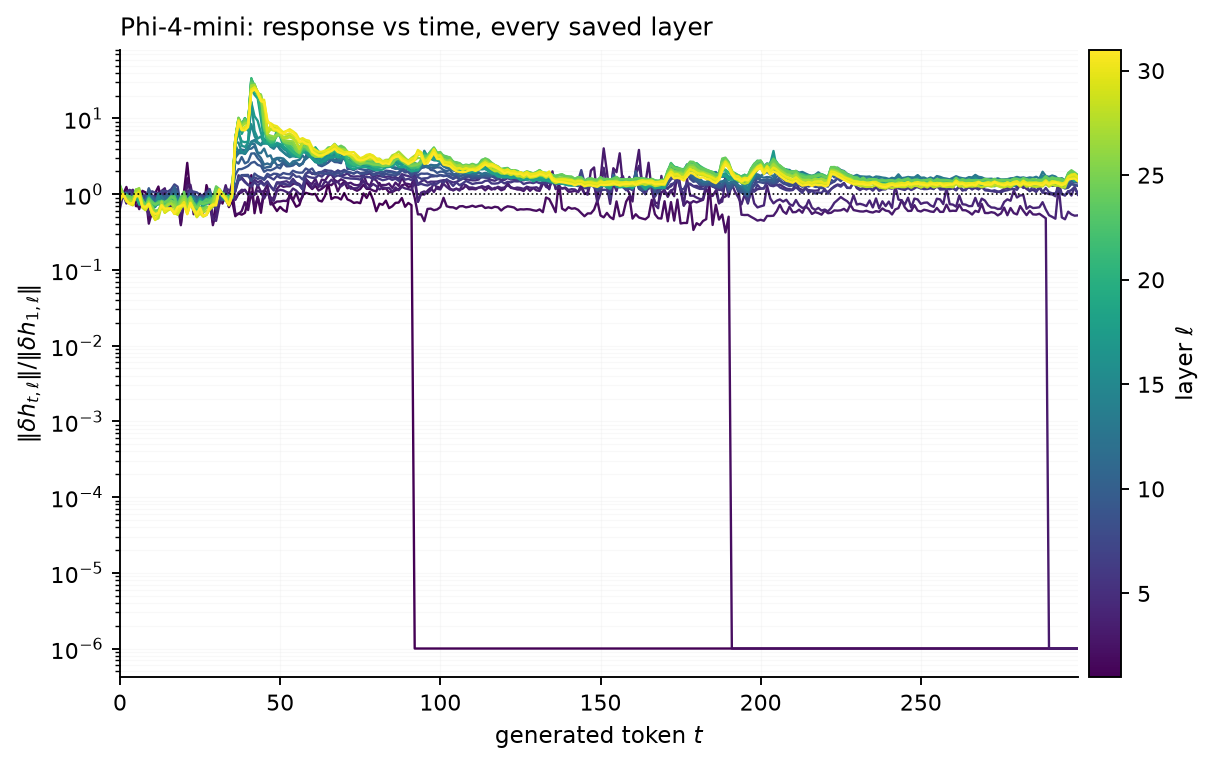 Phi-4-mini: response vs time, every saved layer
‖δh_{t,ℓ}‖/‖δh_{1,ℓ}‖
10¹
10⁰
10⁻¹
10⁻²
10⁻³
10⁻⁴
10⁻⁵
10⁻⁶
0 50 100 150 200 250
generated token t
30
25
20
15
10
5
layer ℓ